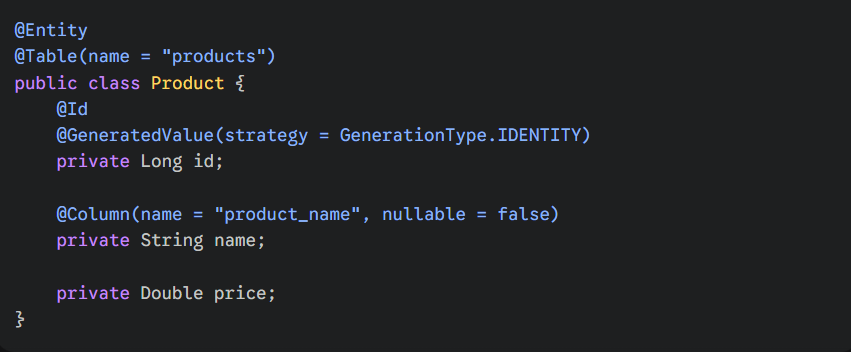 @Entity
@Table(name = "products")
public class Product {
    @Id
    @GeneratedValue(strategy = GenerationType.IDENTITY)
    private Long id;

    @Column(name = "product_name", nullable = false)
    private String name;

    private Double price;
}